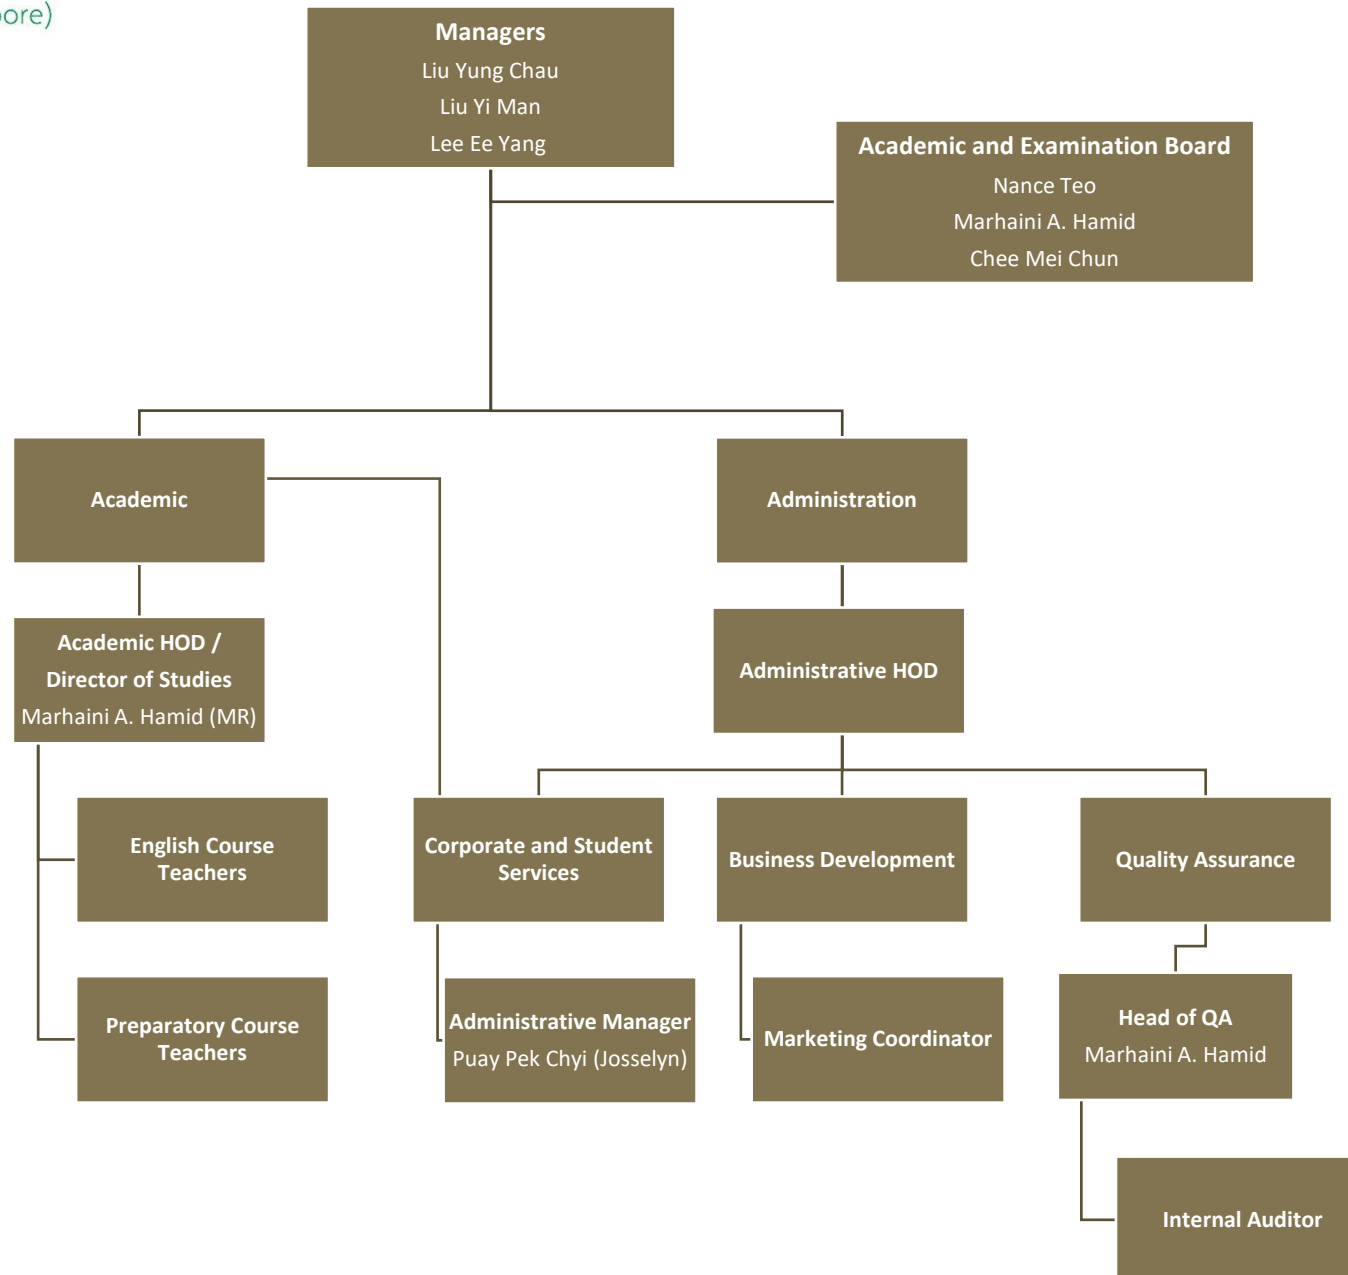 Managers
Liu Yung Chau
Liu Yi Man
Lee Ee Yang
Academic and Examination Board
Nance Teo
Marhaini A. Hamid
Chee Mei Chun
Academic
Administration
Academic HOD /
Director of Studies
Marhaini A. Hamid (MR)
Administrative HOD
English Course
Teachers
Corporate and Student
Services
Business Development
Quality Assurance
Preparatory Course
Teachers
Administrative Manager
Puay Pek Chyi (Josselyn)
Marketing Coordinator
Head of QA
Marhaini A. Hamid
Internal Auditor